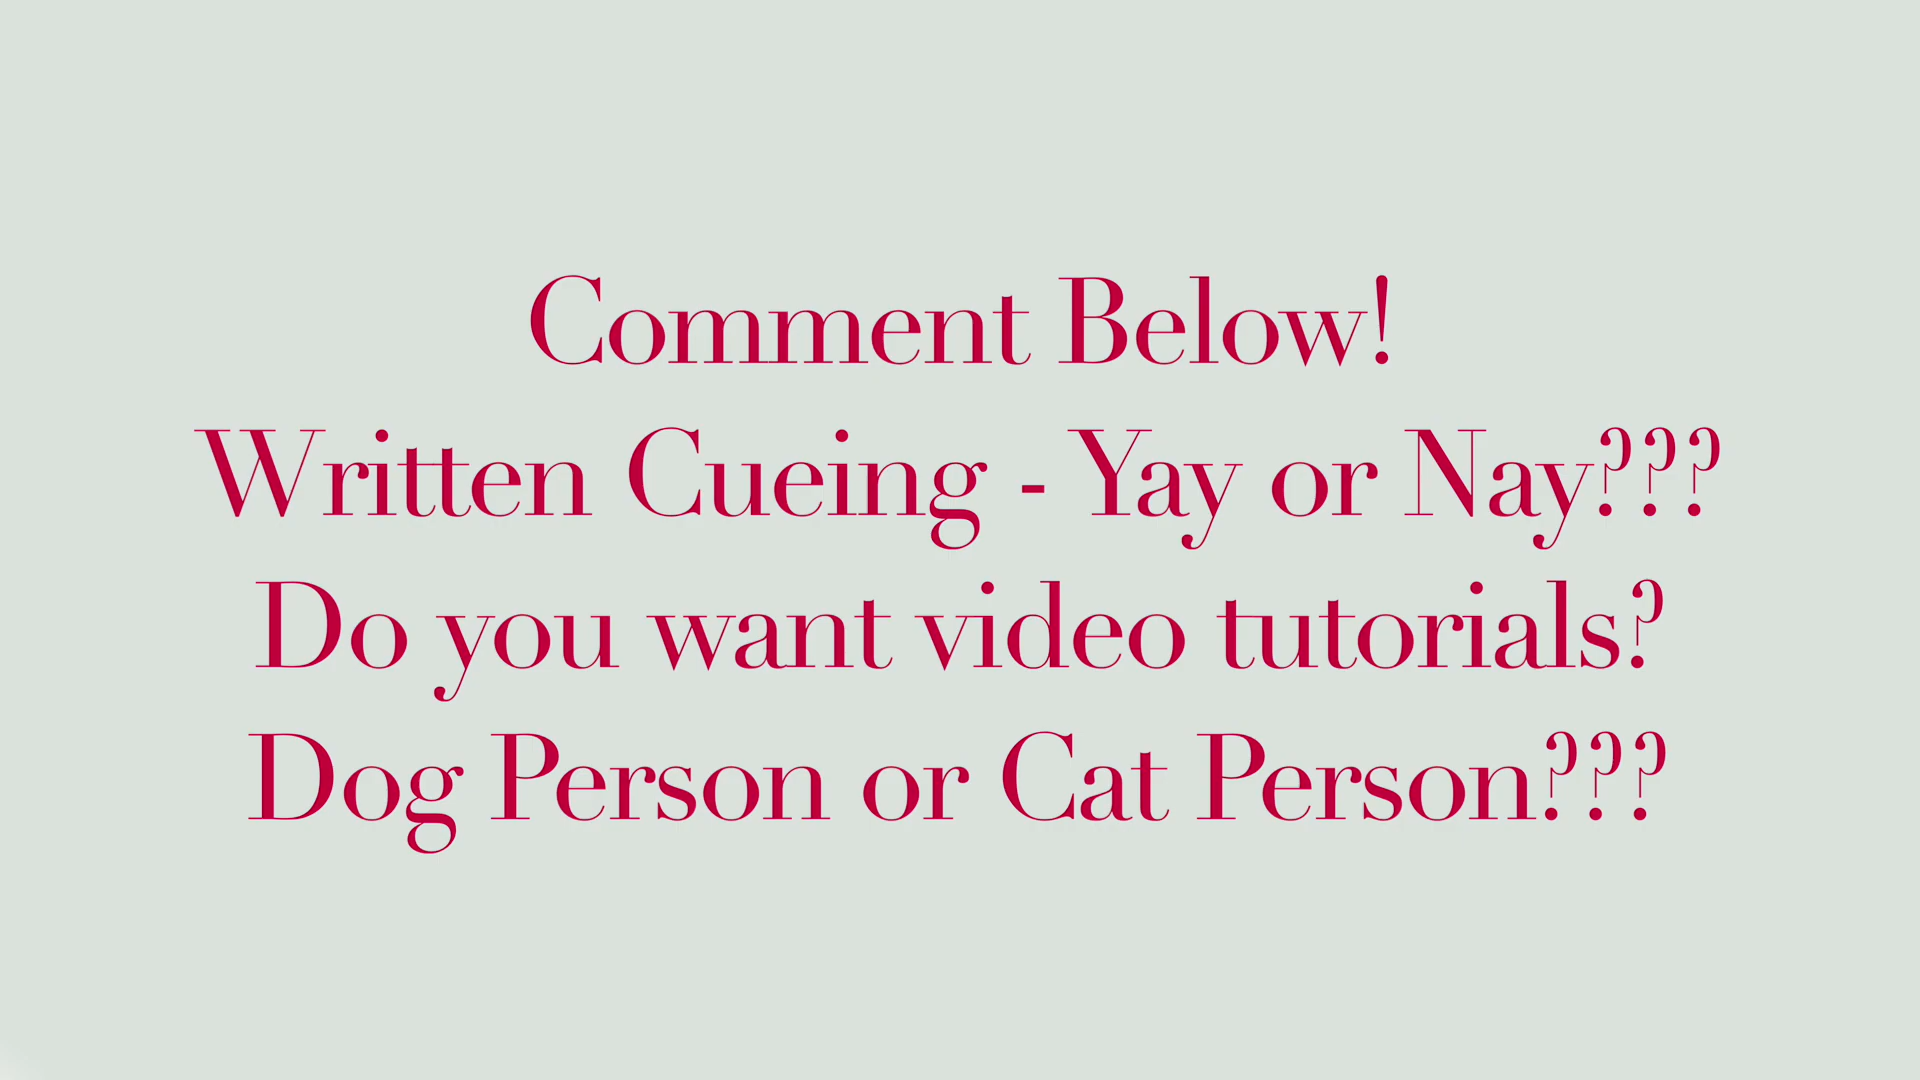 Comment Below!
Written Cueing - Yay or Nay???
Do you want video tutorials?
Dog Person or Cat Person???